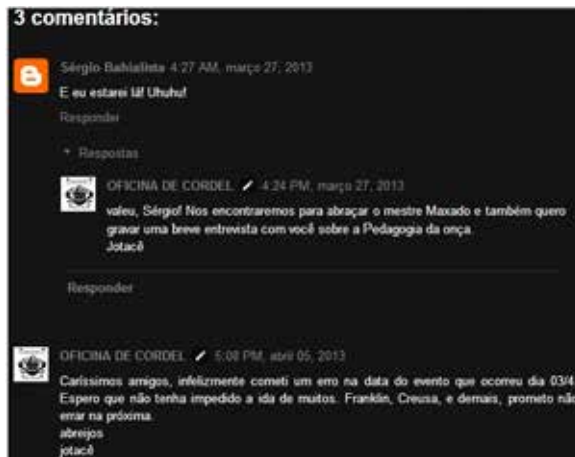 3 comentários:
Sérgio Bahialista 4:27 AM, março 27, 2013
E eu estarei lá! Uhuhu!
Responder
Respostas
OFICINA DE CORDEL 4:24 PM, março 27, 2013
valeu, Sérgio! Nos encontraremos para abraçar o mestre Maxado e também quero
gravar uma breve entrevista com você sobre a Pedagogia da onça.
Jotacê
Responder
OFICINA DE CORDEL 5:08 PM, abril 05, 2013
Caríssimos amigos, infelizmente cometi um erro na data do evento que ocorreu dia 03/4.
Espero que não tenha impedido a ida de muitos. Franklin, Creusa, e demais, prometo não
errar na próxima.
abreijos
jotacê